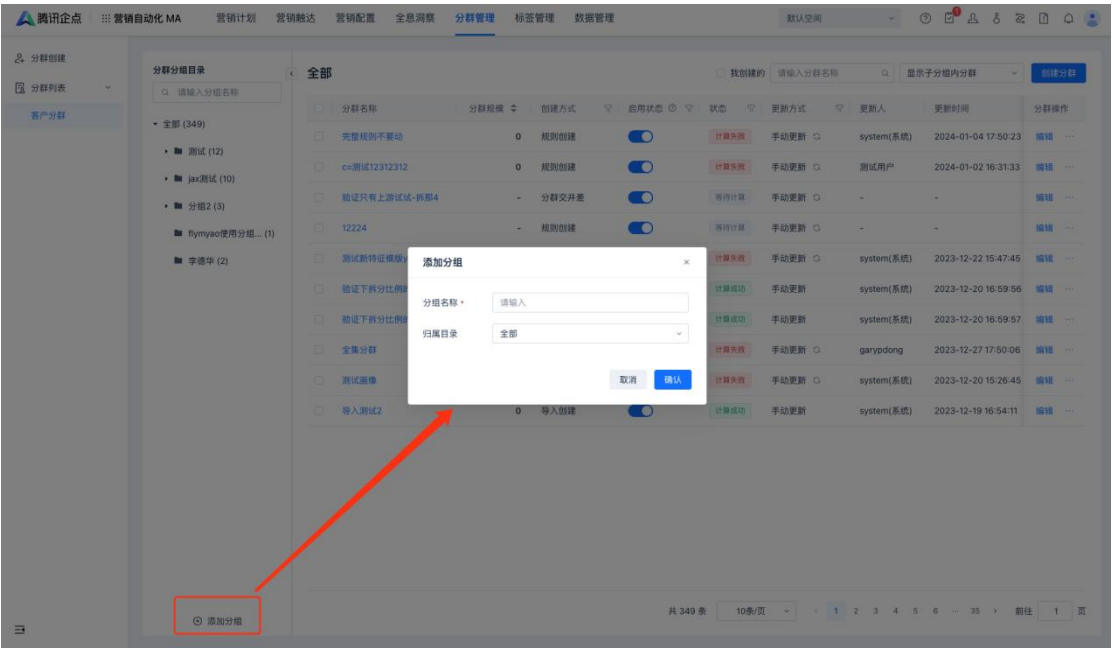 腾讯企点 营销自动化 MA 营销计划 营销触达 营销配置 全息洞察 分群管理 标签管理 数据管理 默认空间
分群创建
分群列表
客户分群
分群分组目录
请输入分组名称
全部 (349)
测试 (12)
jax测试 (10)
分组2 (3)
flymyao使用分组... (1)
李德华 (2)
添加分组
全部 我创建的 请输入分群名称 显示子分组内分群 创建分群
分群名称 分群规模 创建方式 启用状态 状态 更新方式 更新人 更新时间 分群操作
完整规则不要动 0 规则创建 计算失败 手动更新 system(系统) 2024-01-04 17:50:23 编辑 ...
c=测试12312312 0 规则创建 计算失败 手动更新 测试用户 2024-01-02 16:31:33 编辑 ...
验证只有上游试试-拆那4 - 分群交并差 等待计算 手动更新 - - 编辑 ...
12224 - 规则创建 等待计算 手动更新 - - 编辑 ...
测试新特征模版y 计算失败 手动更新 system(系统) 2023-12-22 15:47:45 编辑 ...
验证下拆分比例 计算成功 手动更新 system(系统) 2023-12-20 16:59:56 编辑 ...
验证下拆分比例 计算成功 手动更新 system(系统) 2023-12-20 16:59:57 编辑 ...
全集分群 计算失败 手动更新 garypdong 2023-12-27 17:50:06 编辑 ...
测试画像 计算失败 手动更新 system(系统) 2023-12-20 15:26:45 编辑 ...
导入测试2 0 导入创建 计算成功 手动更新 system(系统) 2023-12-19 16:54:11 编辑 ...
添加分组 ×
分组名称 * 请输入
归属目录 全部
取消 确认
共 349 条 10条/页 < 1 2 3 4 5 6 ... 35 > 前往 1 页